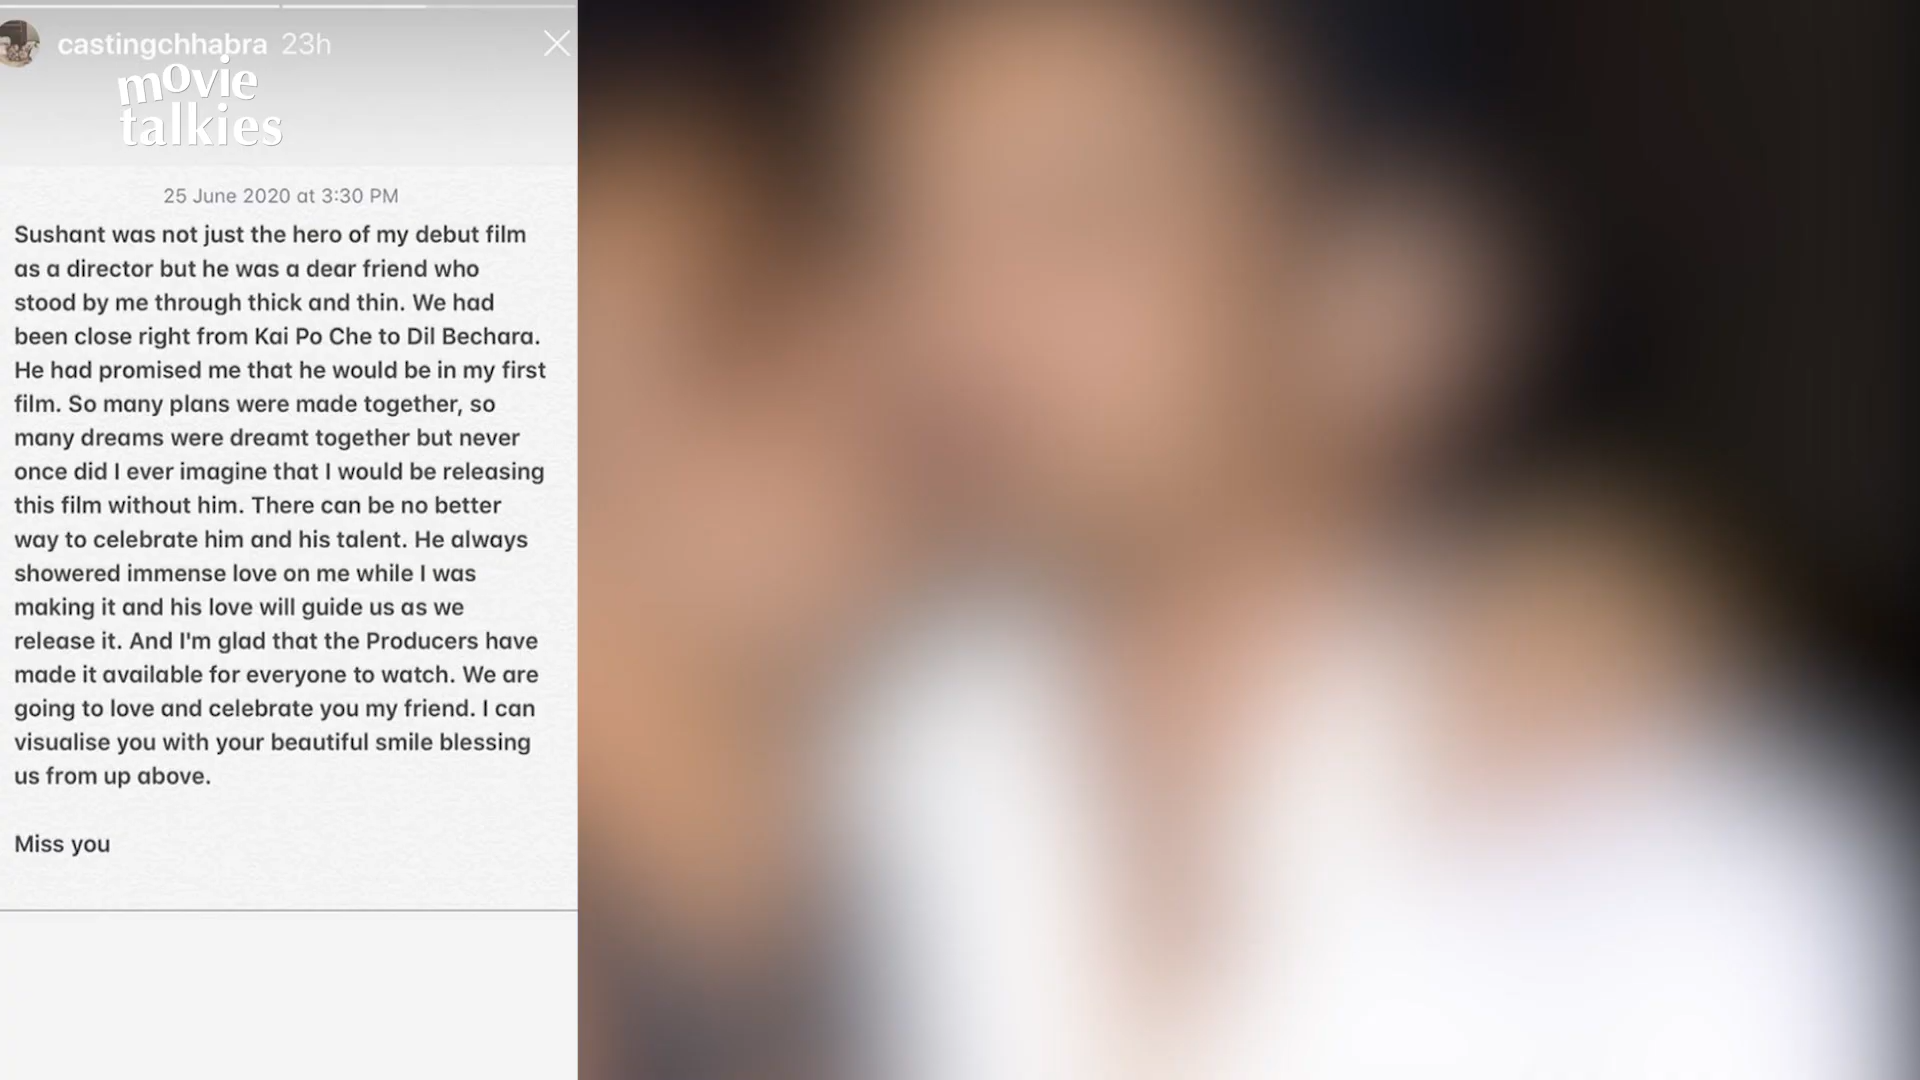 castingchhabra 23h
movie
talkies
25 June 2020 at 3:30 PM
Sushant was not just the hero of my debut film
as a director but he was a dear friend who
stood by me through thick and thin. We had
been close right from Kai Po Che to Dil Bechara.
He had promised me that he would be in my first
film. So many plans were made together, so
many dreams were dreamt together but never
once did I ever imagine that I would be releasing
this film without him. There can be no better
way to celebrate him and his talent. He always
showered immense love on me while I was
making it and his love will guide us as we
release it. And I'm glad that the Producers have
made it available for everyone to watch. We are
going to love and celebrate you my friend. I can
visualise you with your beautiful smile blessing
us from up above.
Miss you